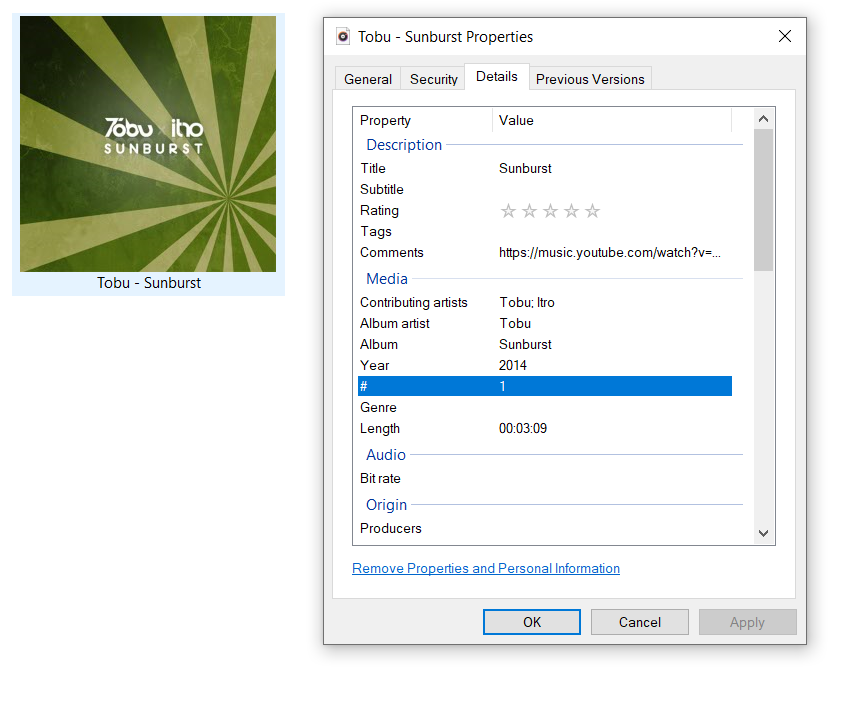 Tobu × itro
SUNBURST
Tobu - Sunburst
Tobu - Sunburst Properties
General Security Details Previous Versions
Property Value
Description
Title Sunburst
Subtitle
Rating
Tags
Comments https://music.youtube.com/watch?v=...
Media
Contributing artists Tobu; Itro
Album artist Tobu
Album Sunburst
Year 2014
# 1
Genre
Length 00:03:09
Audio
Bit rate
Origin
Producers
Remove Properties and Personal Information
OK Cancel Apply